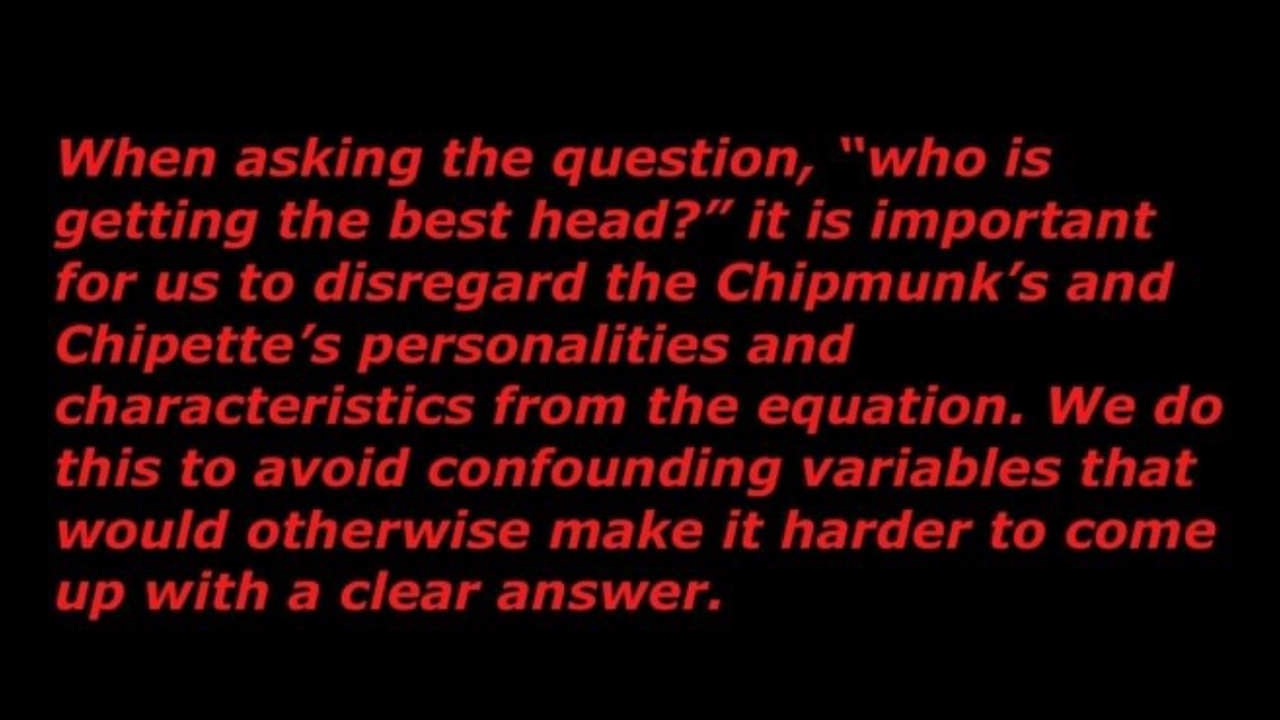 When asking the question, “who is
getting the best head?” it is important
for us to disregard the Chipmunk’s and
Chipette’s personalities and
characteristics from the equation. We do
this to avoid confounding variables that
would otherwise make it harder to come
up with a clear answer.